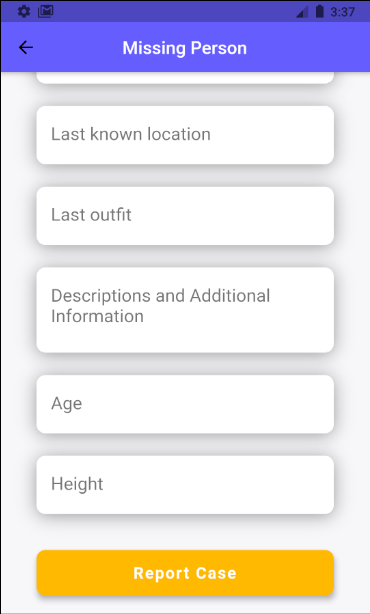 3:37
Missing Person
Last known location
Last outfit
Descriptions and Additional
Information
Age
Height
Report Case